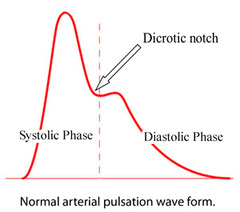 Dicrotic notch
Systolic Phase
Diastolic Phase
Normal arterial pulsation wave form.